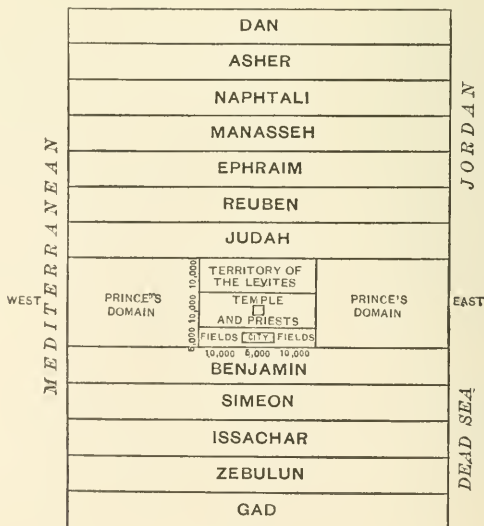 DAN
ASHER
NAPHTALI
MANASSEH
EPHRAIM
REUBEN
JUDAH
MEDITERRANEAN
JORDAN
WEST
PRINCE'S
DOMAIN
10,000
TERRITORY OF
THE LEVITES
10,000
TEMPLE
AND PRIESTS
5,000
FIELDS CITY FIELDS
10,000 5,000 10,000
PRINCE'S
DOMAIN
EAST
BENJAMIN
SIMEON
ISSACHAR
ZEBULUN
GAD
DEAD SEA